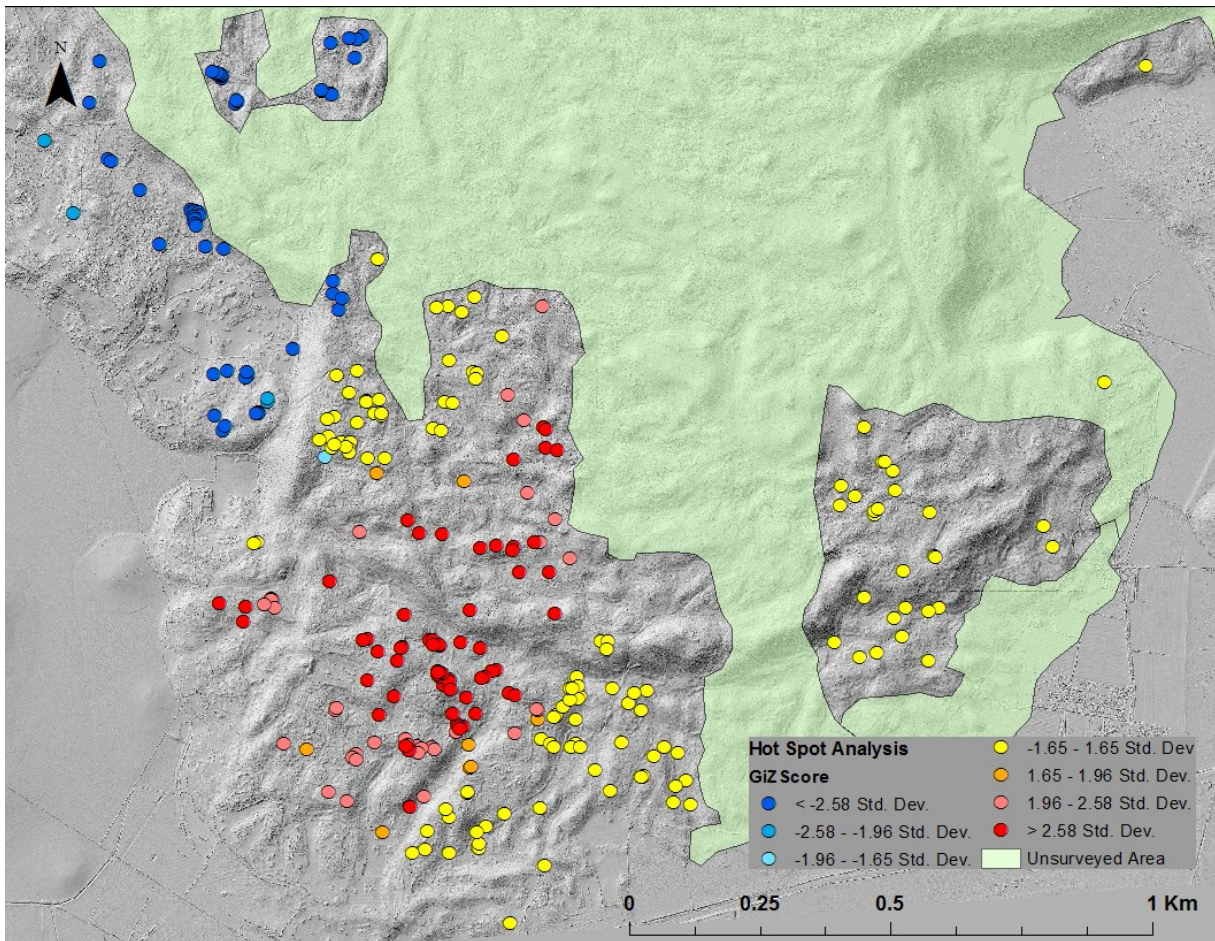 N
Hot Spot Analysis
GiZ Score
< -2.58 Std. Dev.
-2.58 - -1.96 Std. Dev.
-1.96 - -1.65 Std. Dev.
-1.65 - 1.65 Std. Dev
1.65 - 1.96 Std. Dev.
1.96 - 2.58 Std. Dev.
> 2.58 Std. Dev.
Unsurveyed Area
0 0.25 0.5 1 Km